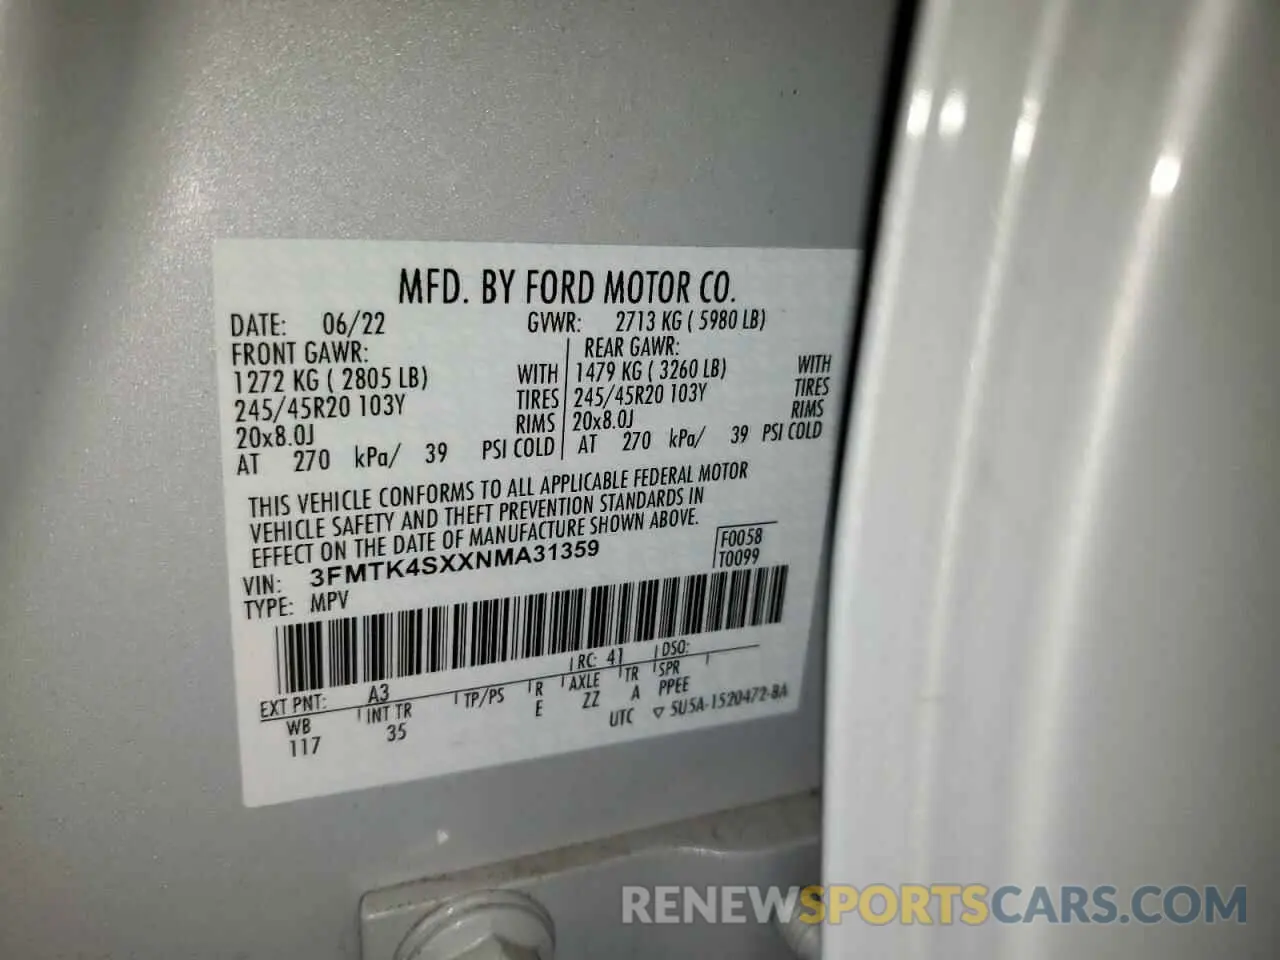 MFD. BY FORD MOTOR CO.
DATE: 06/22 GVWR: 2713 KG ( 5980 LB)
FRONT GAWR: REAR GAWR:
1272 KG ( 2805 LB) WITH 1479 KG ( 3260 LB) WITH
245/45R20 103Y TIRES 245/45R20 103Y TIRES
20x8.0J RIMS 20x8.0J RIMS
AT 270 kPa/ 39 PSI COLD AT 270 kPa/ 39 PSI COLD
THIS VEHICLE CONFORMS TO ALL APPLICABLE FEDERAL MOTOR
VEHICLE SAFETY AND THEFT PREVENTION STANDARDS IN
EFFECT ON THE DATE OF MANUFACTURE SHOWN ABOVE.
VIN: 3FMTK4SXXNMA31359 F0058
TYPE: MPV T0099
EXT PNT: A3 RC: 41 DSO:
WB INT TR TP/PS R AXLE TR SPR
117 35 E ZZ A PPEE
UTC ▽ 5U5A-1520472-BA
RENEWSPORTSCARS.COM